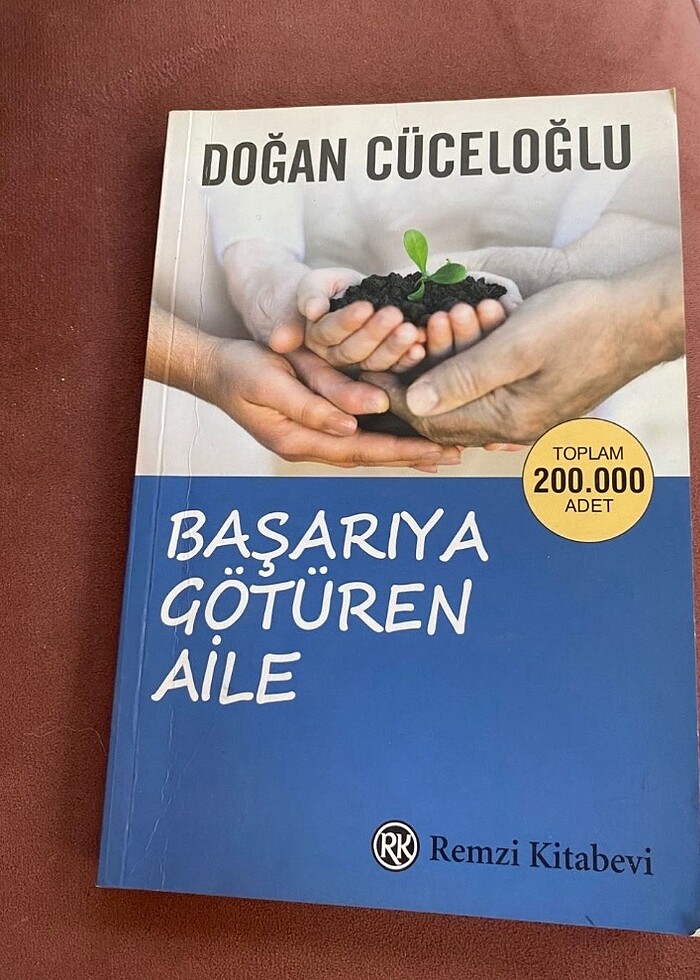 DOĞAN CÜCELOĞLU
TOPLAM
200.000
ADET
BAŞARIYA
GÖTÜREN
AİLE
RK Remzi Kitabevi